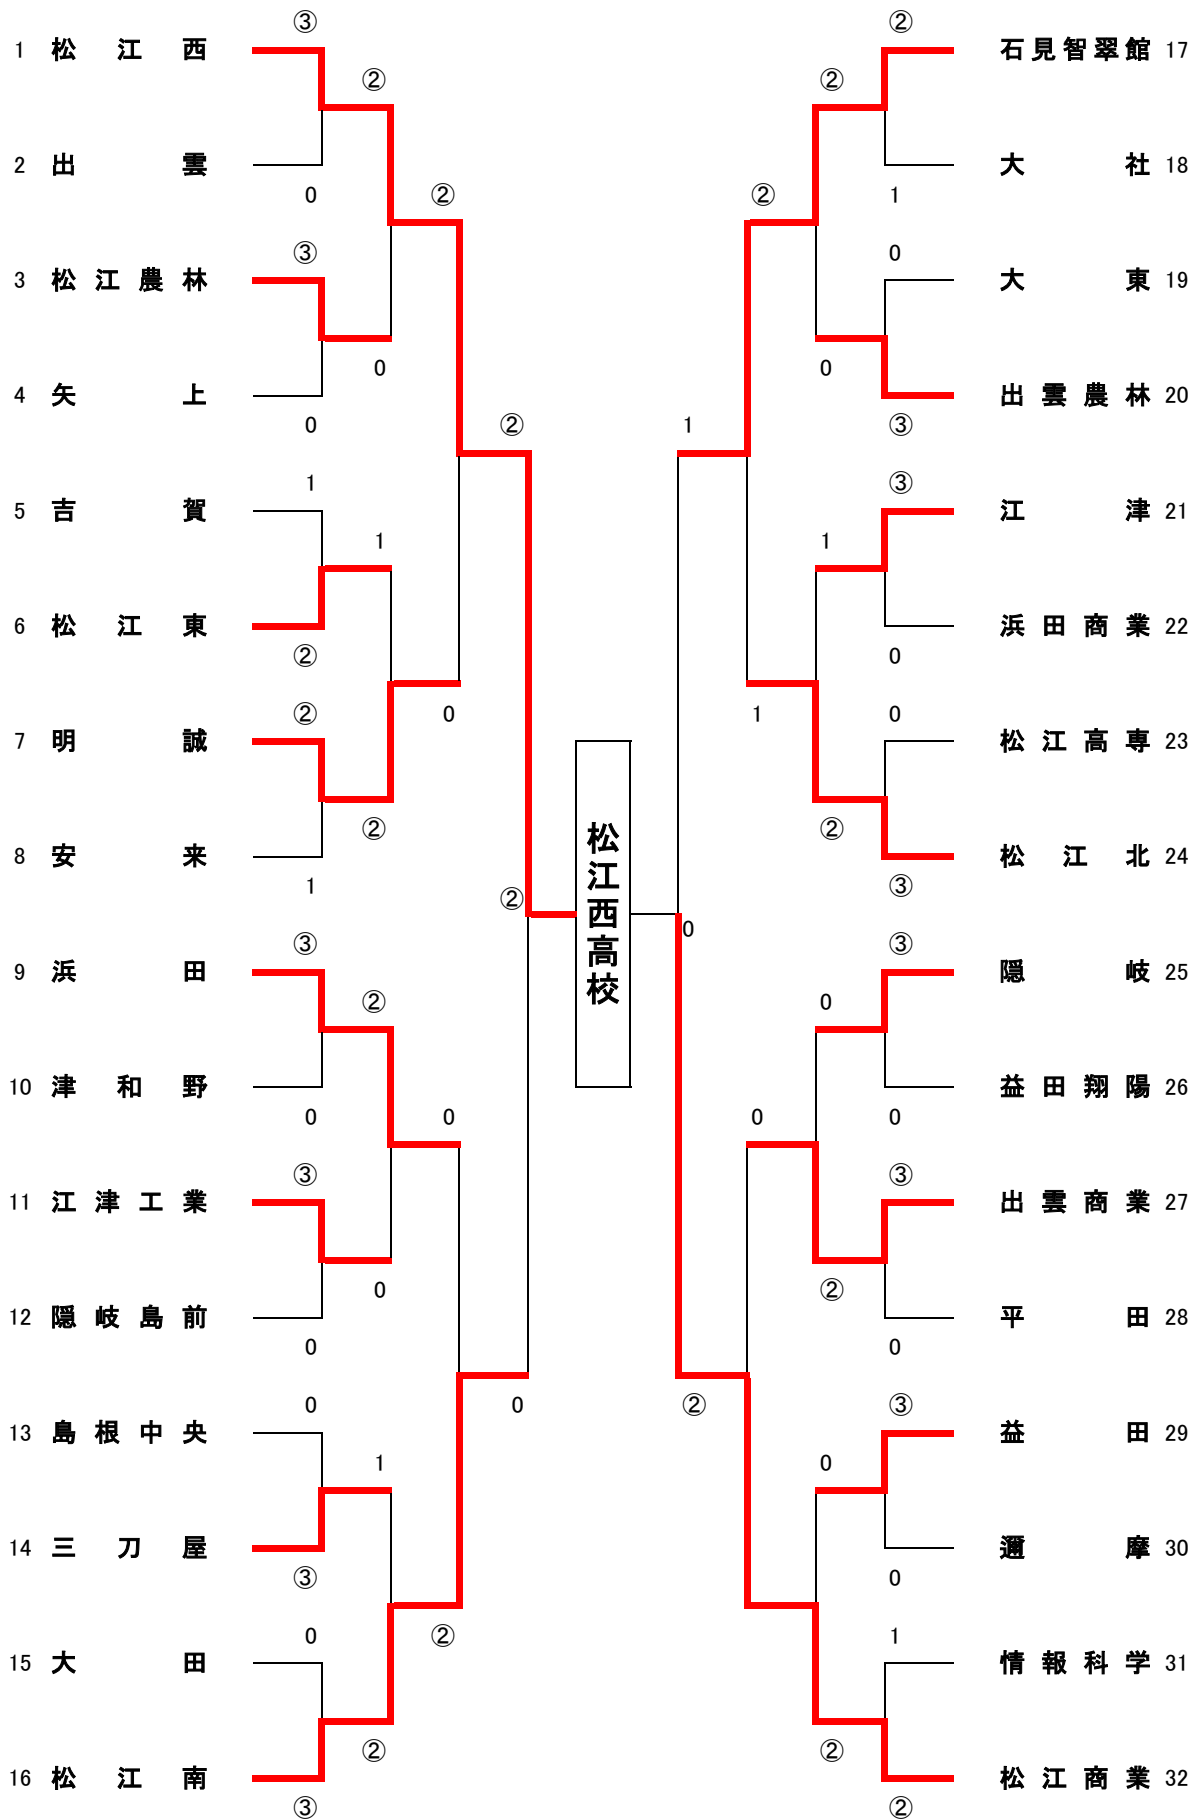 ③
1 松江西
②
2 出雲
0
②
③
3 松江農林
0
4 矢上
0
②
1
5 吉賀
1
6 松江東
②
0
②
7 明誠
②
8 安来
1
②
③
9 浜田
②
10 津和野
0
0
③
11 江津工業
0
12 隠岐島前
0
0
0
13 島根中央
1
14 三刀屋
③
0
②
15 大田
②
16 松江南
③
松江西高校
②
石見智翠館 17
②
大社 18
1
②
0
大東 19
0
出雲農林 20
③
1
③
江津 21
1
浜田商業 22
0
1
0
松江高専 23
②
松江北 24
③
0
③
隠岐 25
0
益田翔陽 26
0
0
③
出雲商業 27
②
平田 28
0
②
③
益田 29
0
邇摩 30
0
1
情報科学 31
②
松江商業 32
②